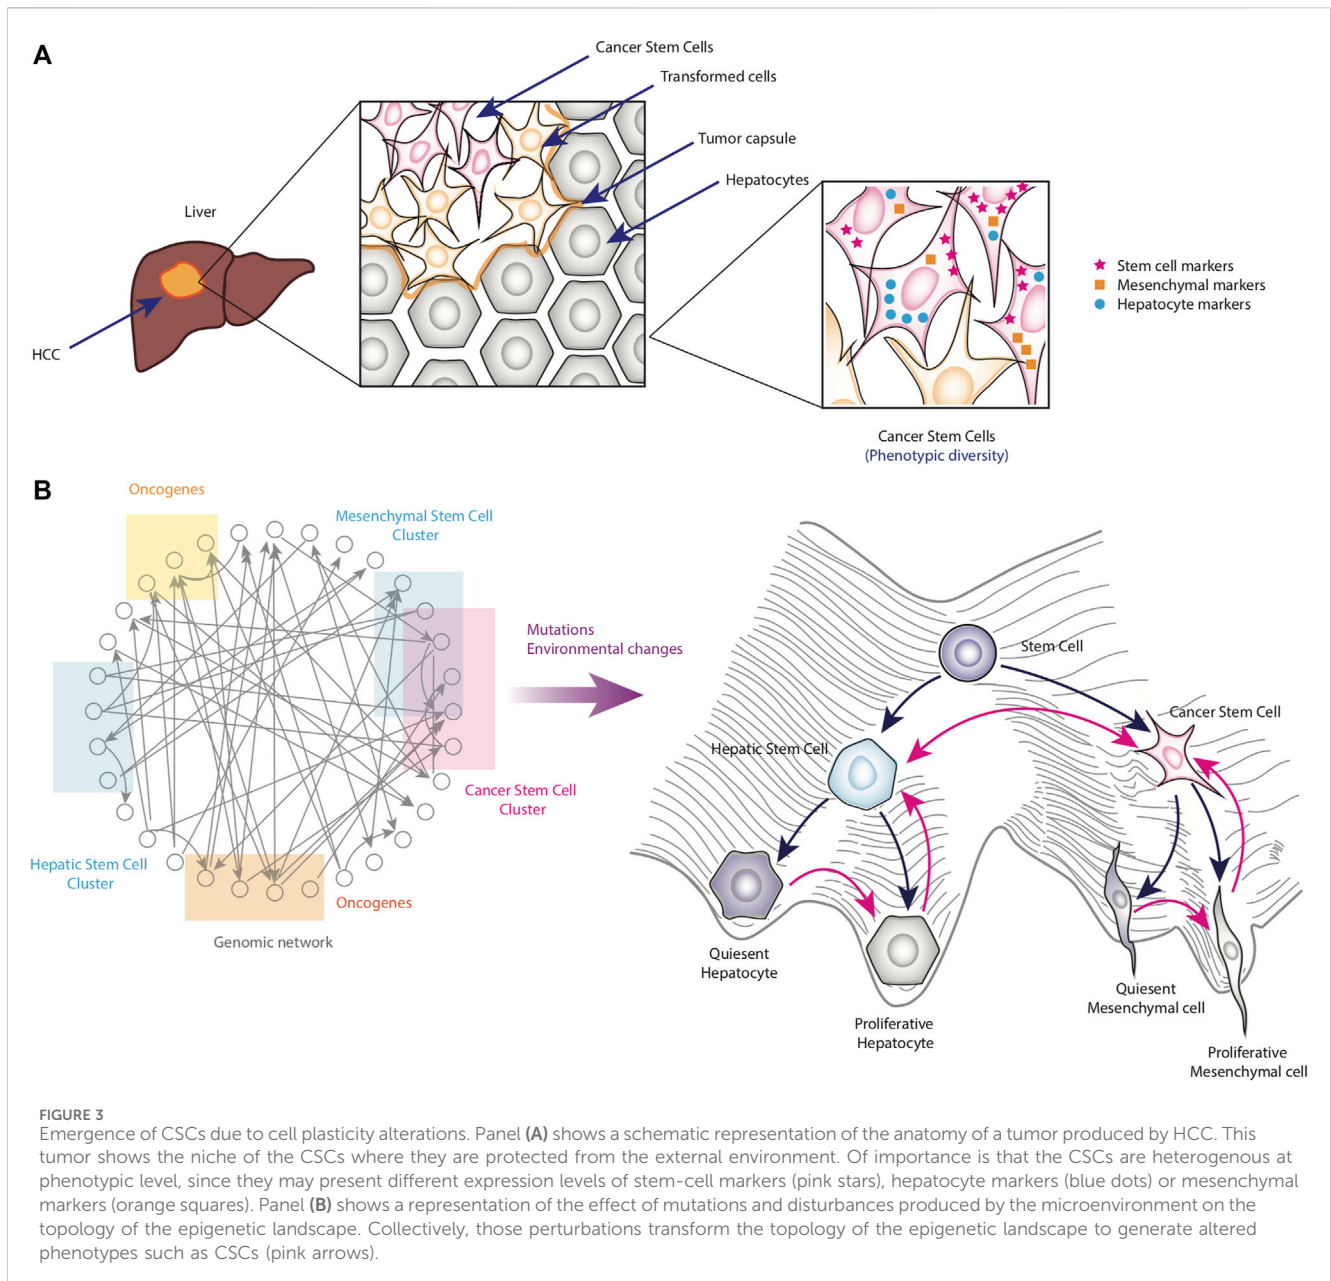 A
Cancer Stem Cells
Transformed cells
Tumor capsule
Hepatocytes
Liver
HCC
Stem cell markers
Mesenchymal markers
Hepatocyte markers
Cancer Stem Cells
(Phenotypic diversity)
B
Oncogenes
Mesenchymal Stem Cell
Cluster
Mutations
Environmental changes
Stem Cell
Cancer Stem Cell
Hepatic Stem Cell
Cancer Stem Cell
Cluster
Hepatic Stem Cell
Cluster
Oncogenes
Genomic network
Quiesent
Hepatocyte
Proliferative
Hepatocyte
Quiesent
Mesenchymal cell
Proliferative
Mesenchymal cell
FIGURE 3
Emergence of CSCs due to cell plasticity alterations. Panel (A) shows a schematic representation of the anatomy of a tumor produced by HCC. This
tumor shows the niche of the CSCs where they are protected from the external environment. Of importance is that the CSCs are heterogenous at
phenotypic level, since they may present different expression levels of stem-cell markers (pink stars), hepatocyte markers (blue dots) or mesenchymal
markers (orange squares). Panel (B) shows a representation of the effect of mutations and disturbances produced by the microenvironment on the
topology of the epigenetic landscape. Collectively, those perturbations transform the topology of the epigenetic landscape to generate altered
phenotypes such as CSCs (pink arrows).